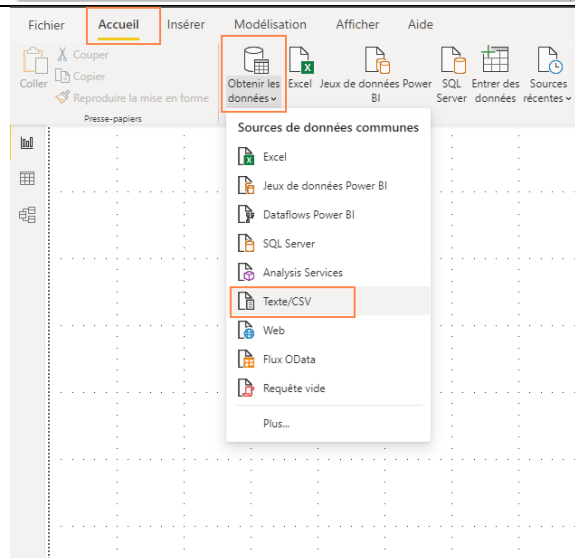 Fichier Accueil Insérer Modélisation Afficher Aide
Couper
Copier
Coller
Reproduire la mise en forme
Presse-papiers
Obtenir les données
Excel
Jeux de données Power BI
SQL Server
Entrer des données
Sources récentes
Sources de données communes
Excel
Jeux de données Power BI
Dataflows Power BI
SQL Server
Analysis Services
Texte/CSV
Web
Flux OData
Requête vide
Plus...